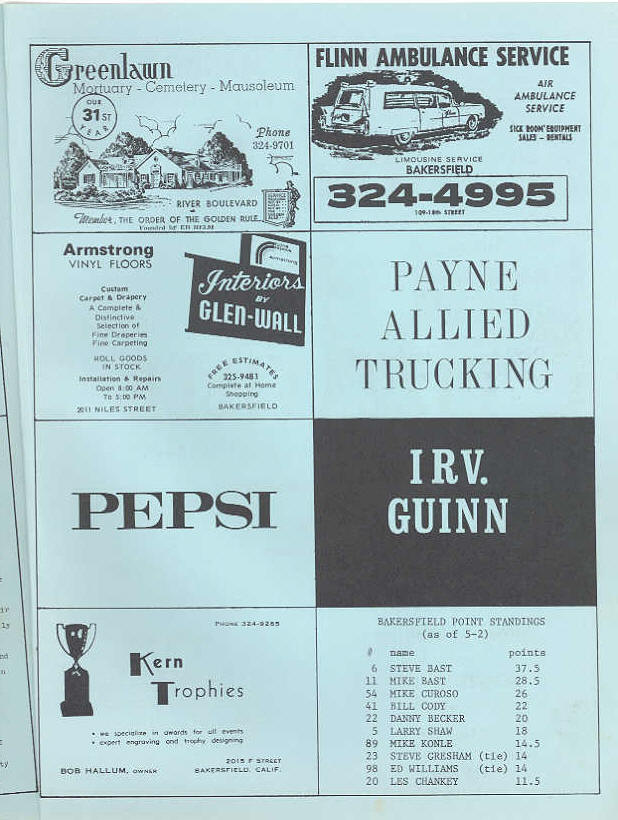 Greenlawn
Mortuary - Cemetery - Mausoleum
OUR
31ST
YEAR
Phone
324-9701
RIVER BOULEVARD
Member, THE ORDER OF THE GOLDEN RULE
FLINN AMBULANCE SERVICE
AIR
AMBULANCE
SERVICE
SICK ROOM EQUIPMENT
SALES - RENTALS
LIMOUSINE SERVICE
BAKERSFIELD
324-4995
109-18th STREET
Armstrong
VINYL FLOORS
Custom
Carpet & Drapery
A Complete &
Distinctive
Selection of
Fine Draperies
Fine Carpeting
ROLL GOODS
IN STOCK
Installation & Repairs
Open 8:00 AM
To 5:00 PM
2011 NILES STREET
Armstrong
Interiors
BY
GLEN-WALL
FREE ESTIMATES
325-9481
Complete at Home
Shopping
BAKERSFIELD
PAYNE
ALLIED
TRUCKING
PEPSI
IRV.
GUINN
PHONE 324-9265
Kern
Trophies
• we specialize in awards for all events
• expert engraving and trophy designing
2015 F STREET
BOB HALLUM, OWNER BAKERSFIELD, CALIF.
BAKERSFIELD POINT STANDINGS
(as of 5-2)
# name points
6 STEVE BAST 37.5
11 MIKE BAST 28.5
54 MIKE CUROSO 26
41 BILL CODY 22
22 DANNY BECKER 20
5 LARRY SHAW 18
89 MIKE KONLE 14.5
23 STEVE GRESHAM (tie) 14
98 ED WILLIAMS (tie) 14
20 LES CHANKEY 11.5